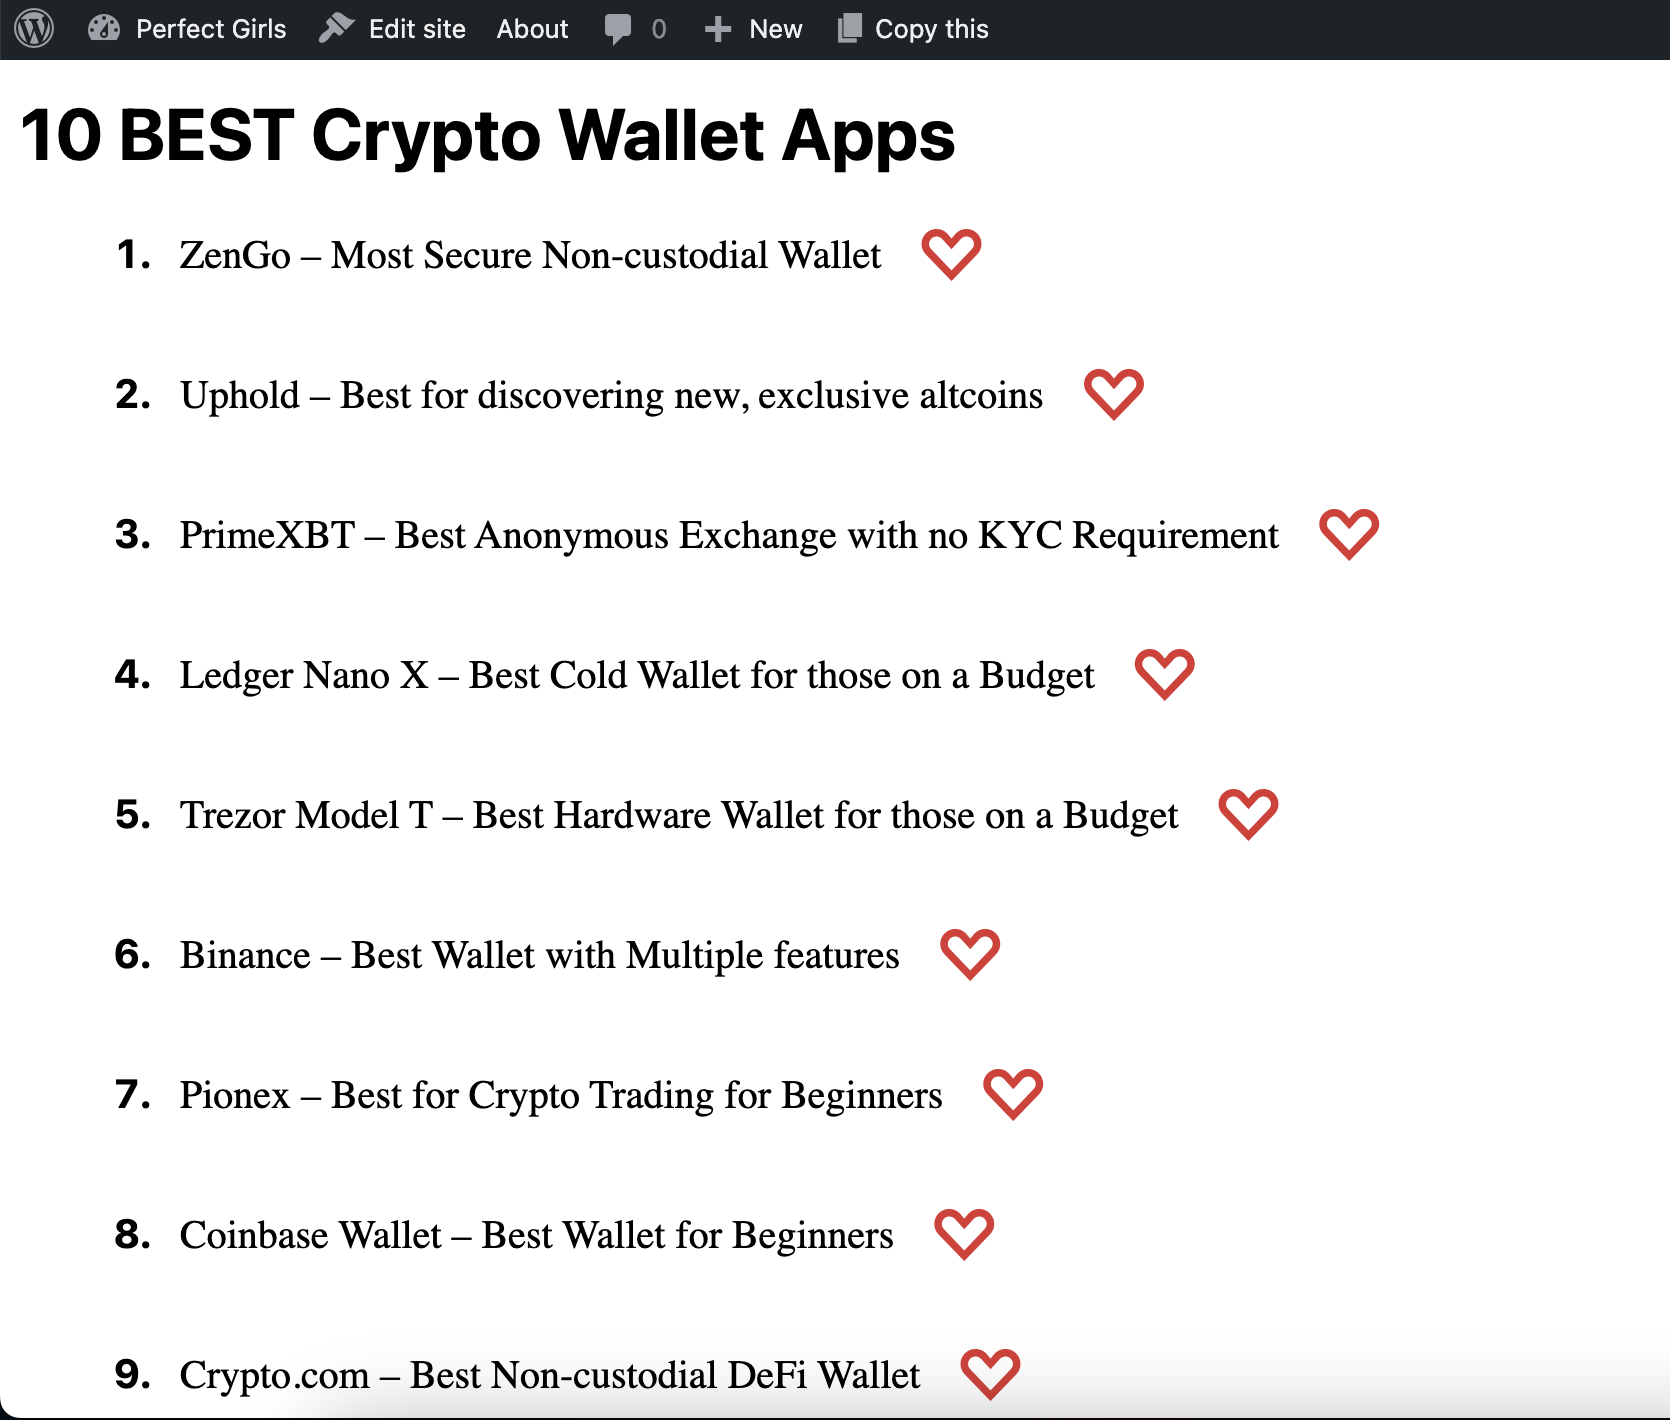 Perfect Girls Edit site About 0 New Copy this
10 BEST Crypto Wallet Apps
1. ZenGo – Most Secure Non-custodial Wallet
2. Uphold – Best for discovering new, exclusive altcoins
3. PrimeXBT – Best Anonymous Exchange with no KYC Requirement
4. Ledger Nano X – Best Cold Wallet for those on a Budget
5. Trezor Model T – Best Hardware Wallet for those on a Budget
6. Binance – Best Wallet with Multiple features
7. Pionex – Best for Crypto Trading for Beginners
8. Coinbase Wallet – Best Wallet for Beginners
9. Crypto.com – Best Non-custodial DeFi Wallet